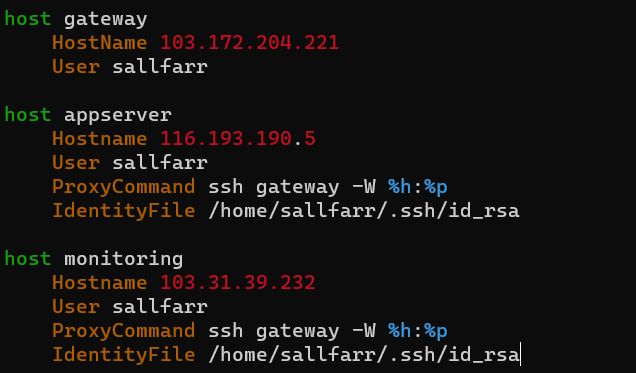 host gateway
HostName 103.172.204.221
User sallfarr
host appserver
Hostname 116.193.190.5
User sallfarr
ProxyCommand ssh gateway -W %h:%p
IdentityFile /home/sallfarr/.ssh/id_rsa
host monitoring
Hostname 103.31.39.232
User sallfarr
ProxyCommand ssh gateway -W %h:%p
IdentityFile /home/sallfarr/.ssh/id_rsa